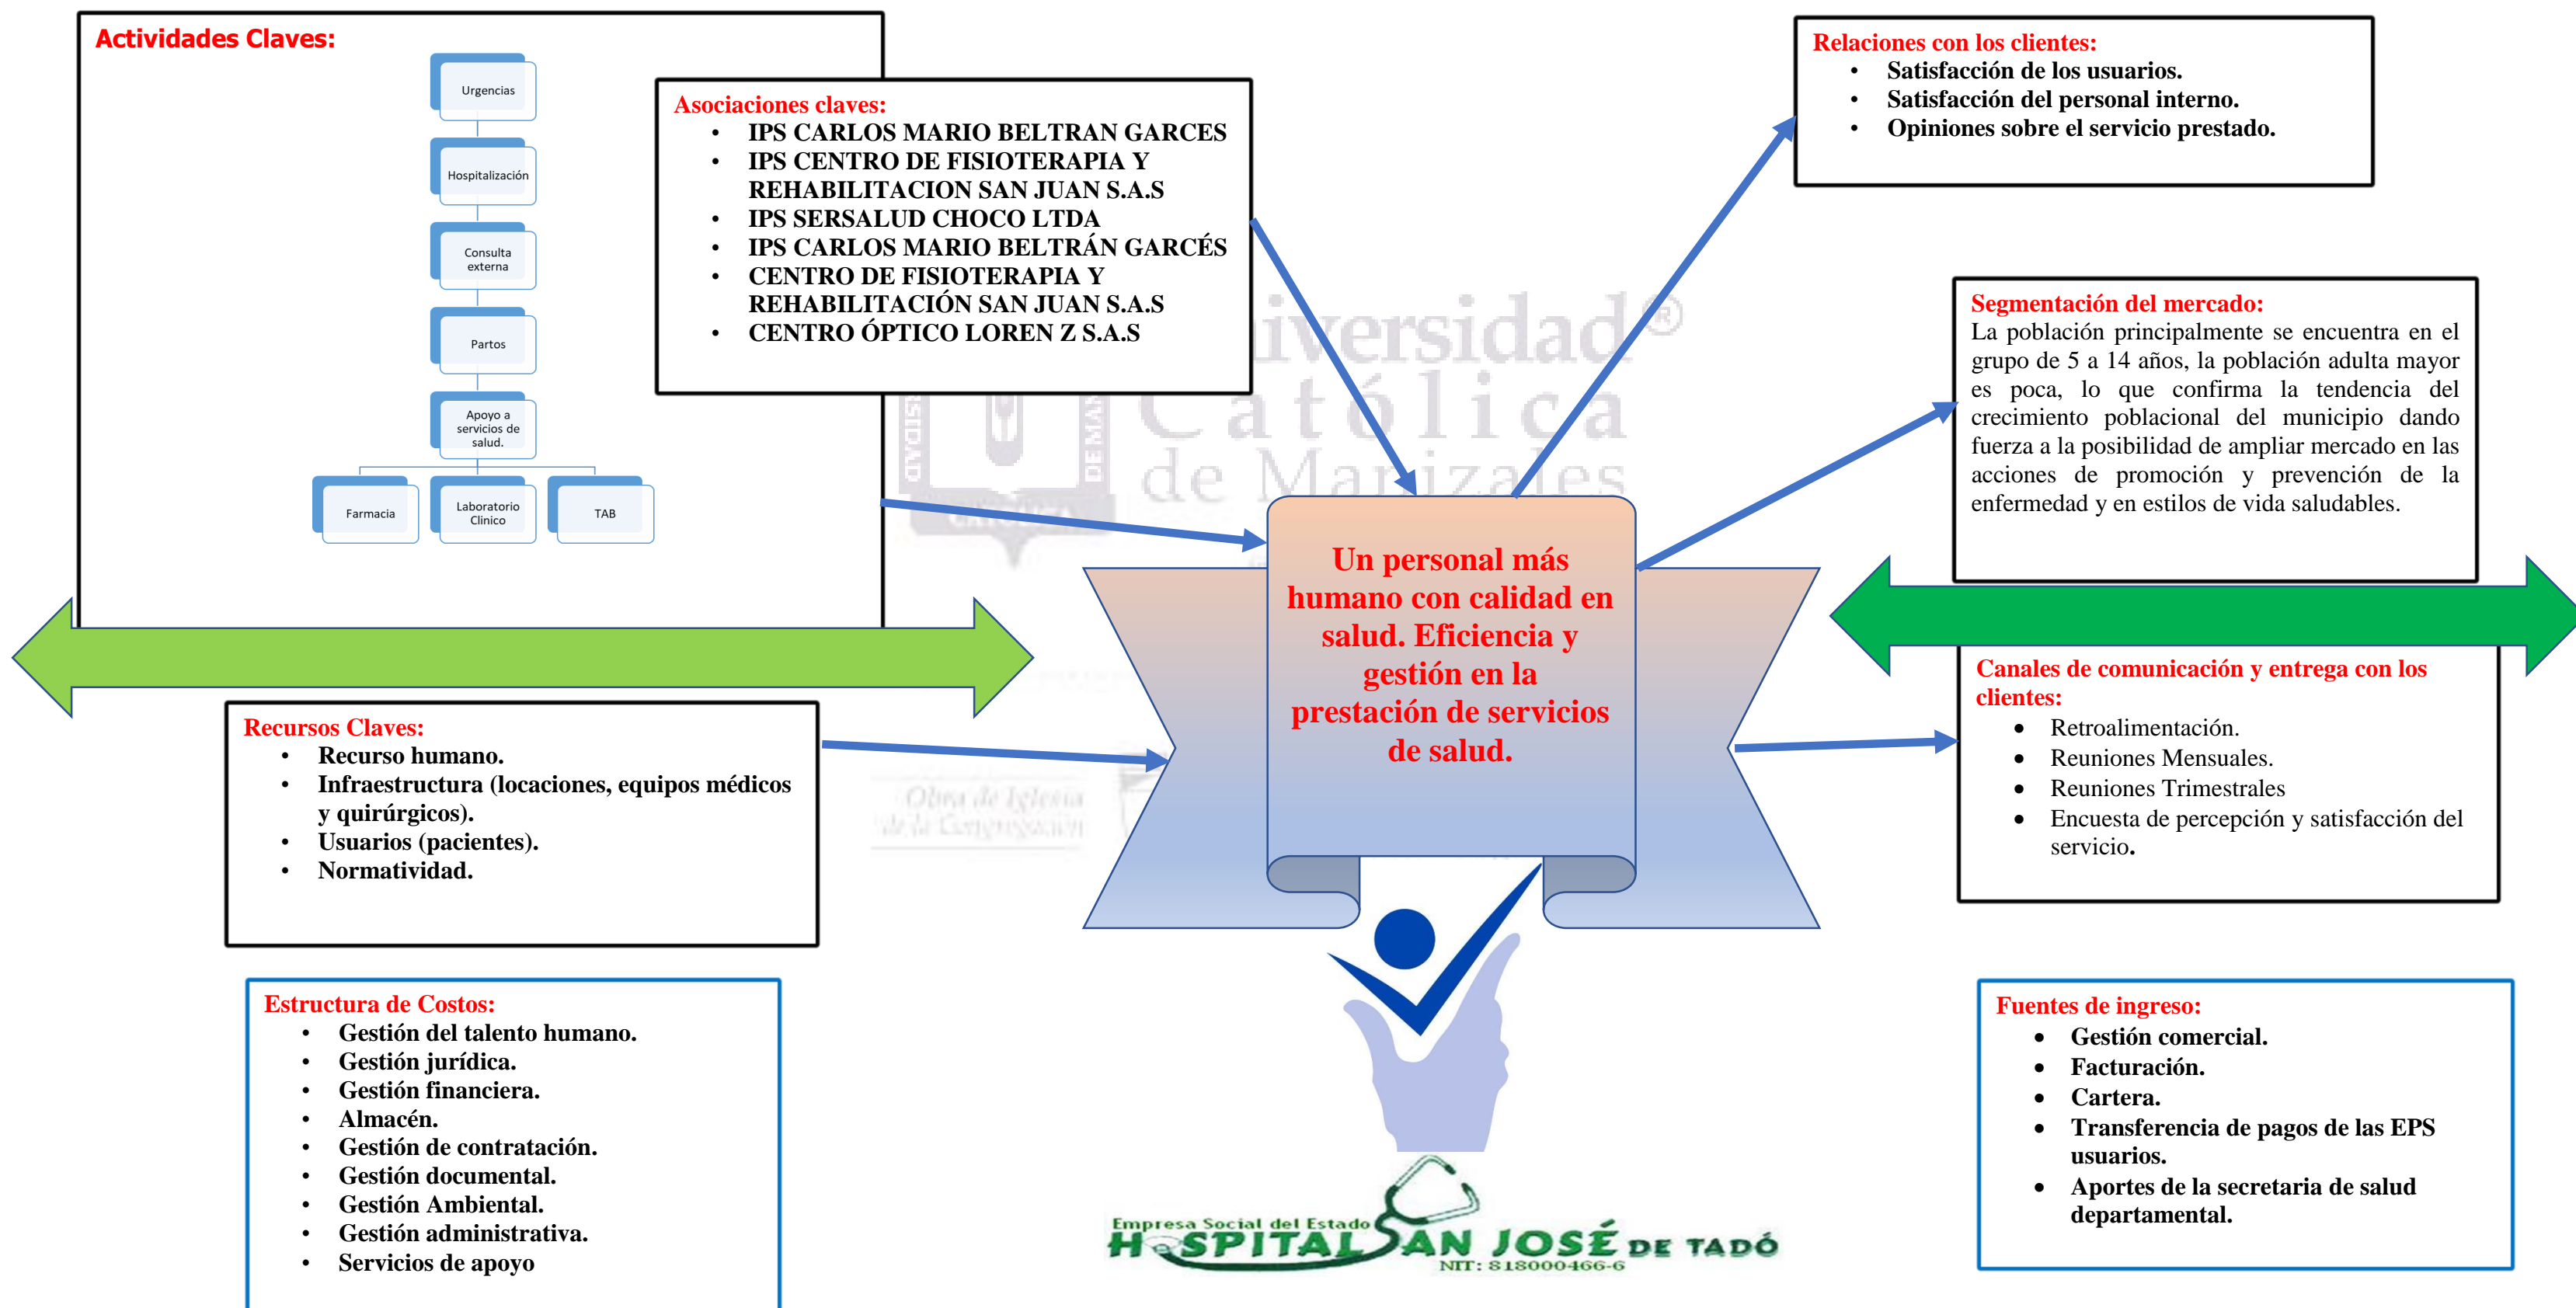 Actividades Claves:
Urgencias
Hospitalización
Consulta
externa
Partos
Apoyo a
servicios de
salud.
Farmacia
Laboratorio
Clinico
TAB
Asociaciones claves:
• IPS CARLOS MARIO BELTRAN GARCES
• IPS CENTRO DE FISIOTERAPIA Y
REHABILITACION SAN JUAN S.A.S
• IPS SERSALUD CHOCO LTDA
• IPS CARLOS MARIO BELTRÁN GARCÉS
• CENTRO DE FISIOTERAPIA Y
REHABILITACIÓN SAN JUAN S.A.S
• CENTRO ÓPTICO LOREN Z S.A.S
Relaciones con los clientes:
• Satisfacción de los usuarios.
• Satisfacción del personal interno.
• Opiniones sobre el servicio prestado.
Segmentación del mercado:
La población principalmente se encuentra en el
grupo de 5 a 14 años, la población adulta mayor
es poca, lo que confirma la tendencia del
crecimiento poblacional del municipio dando
fuerza a la posibilidad de ampliar mercado en las
acciones de promoción y prevención de la
enfermedad y en estilos de vida saludables.
iversidad®
Católica
de Manizales
Obra de Iglesia
de la Congregación
Un personal más
humano con calidad en
salud. Eficiencia y
gestión en la
prestación de servicios
de salud.
Recursos Claves:
• Recurso humano.
• Infraestructura (locaciones, equipos médicos
y quirúrgicos).
• Usuarios (pacientes).
• Normatividad.
Canales de comunicación y entrega con los
clientes:
• Retroalimentación.
• Reuniones Mensuales.
• Reuniones Trimestrales
• Encuesta de percepción y satisfacción del
servicio.
Estructura de Costos:
• Gestión del talento humano.
• Gestión jurídica.
• Gestión financiera.
• Almacén.
• Gestión de contratación.
• Gestión documental.
• Gestión Ambiental.
• Gestión administrativa.
• Servicios de apoyo
Empresa Social del Estado
HOSPITAL SAN JOSÉ DE TADÓ
NIT: 818000466-6
Fuentes de ingreso:
• Gestión comercial.
• Facturación.
• Cartera.
• Transferencia de pagos de las EPS
usuarios.
• Aportes de la secretaria de salud
departamental.